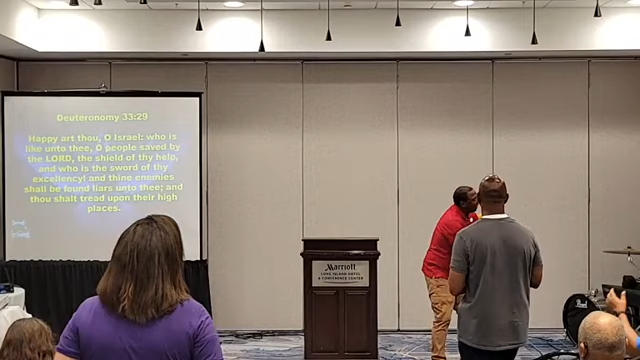 Deuteronomy 33:29
Happy art thou, O Israel: who is
like unto thee, O people saved by
the LORD, the shield of thy help,
and who is the sword of thy
excellency! and thine enemies
shall be found liars unto thee; and
thou shalt tread upon their high
places.
Marriott
LONG ISLAND HOTEL
& CONFERENCE CENTER
Pearl